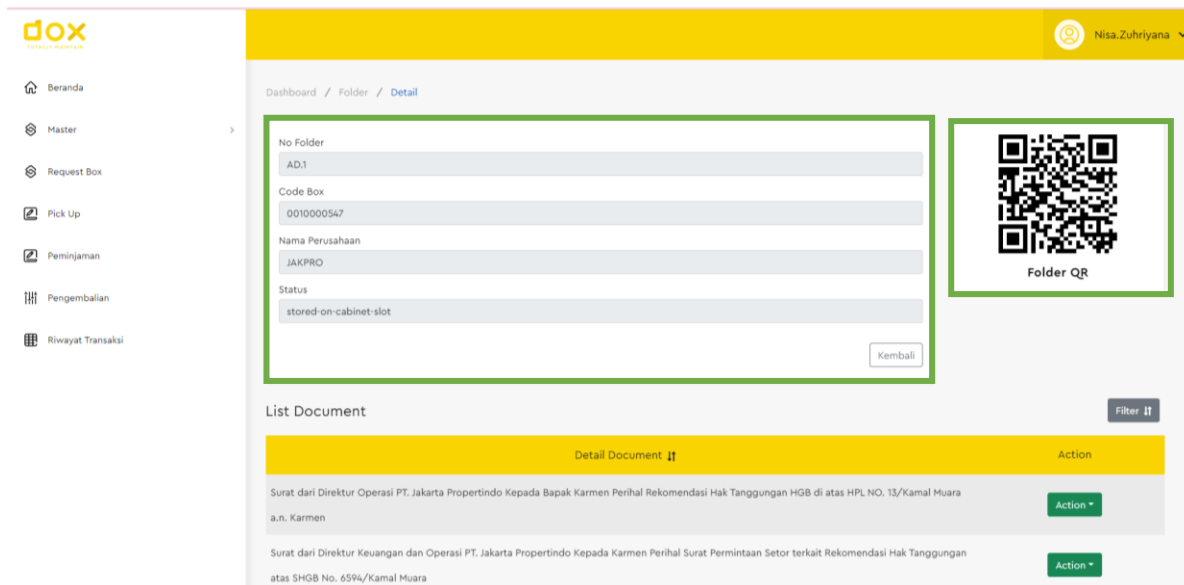 dox
Nisa.Zuhriyana
Beranda
Master
Request Box
Pick Up
Peminjaman
Pengembalian
Riwayat Transaksi
Dashboard / Folder / Detail
No Folder
AD.1
Code Box
0010000547
Nama Perusahaan
JAKPRO
Status
stored-on-cabinet-slot
Kembali
Folder QR
List Document
Filter
Detail Document
Action
Surat dari Direktur Operasi PT. Jakarta Propertindo Kepada Bapak Karmen Perihal Rekomendasi Hak Tanggungan HGB di atas HPL NO. 13/Kamal Muara
a.n. Karmen
Action
Surat dari Direktur Keuangan dan Operasi PT. Jakarta Propertindo Kepada Karmen Perihal Surat Permintaan Setor terkait Rekomendasi Hak Tanggungan
atas SHGB No. 6594/Kamal Muara
Action